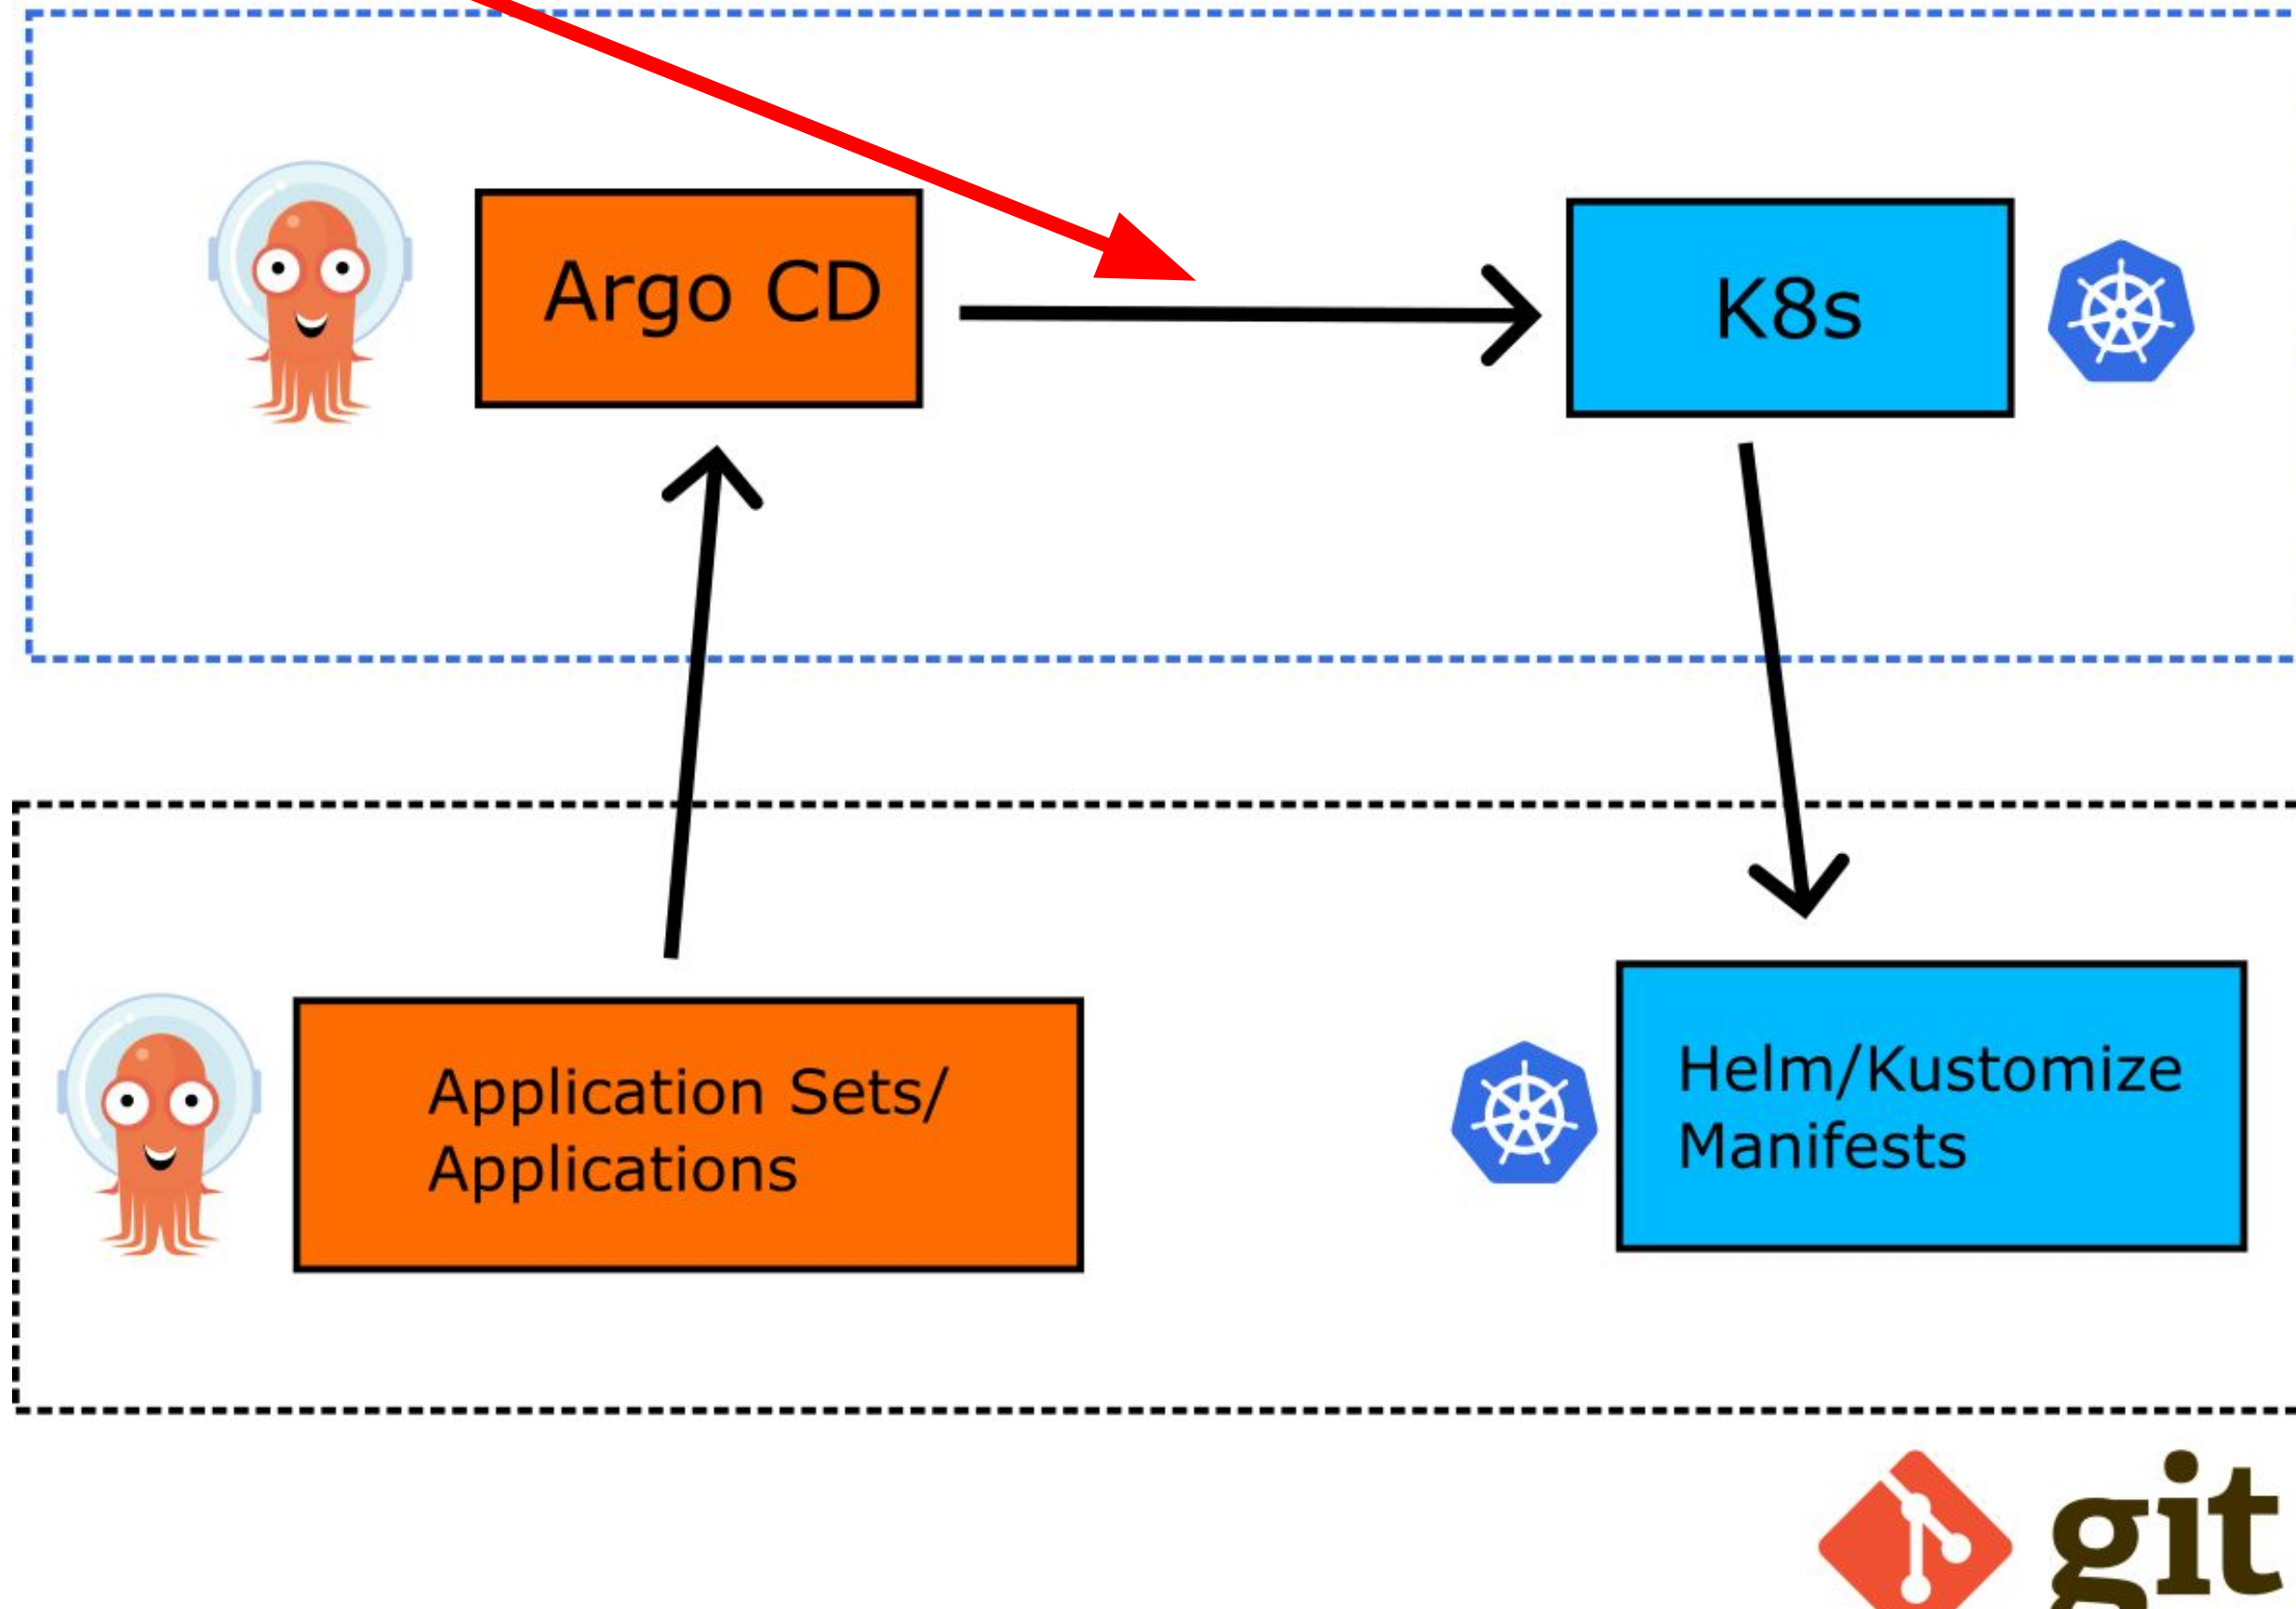 Argo CD
K8s
Application Sets/
Applications
Helm/Kustomize
Manifests
git